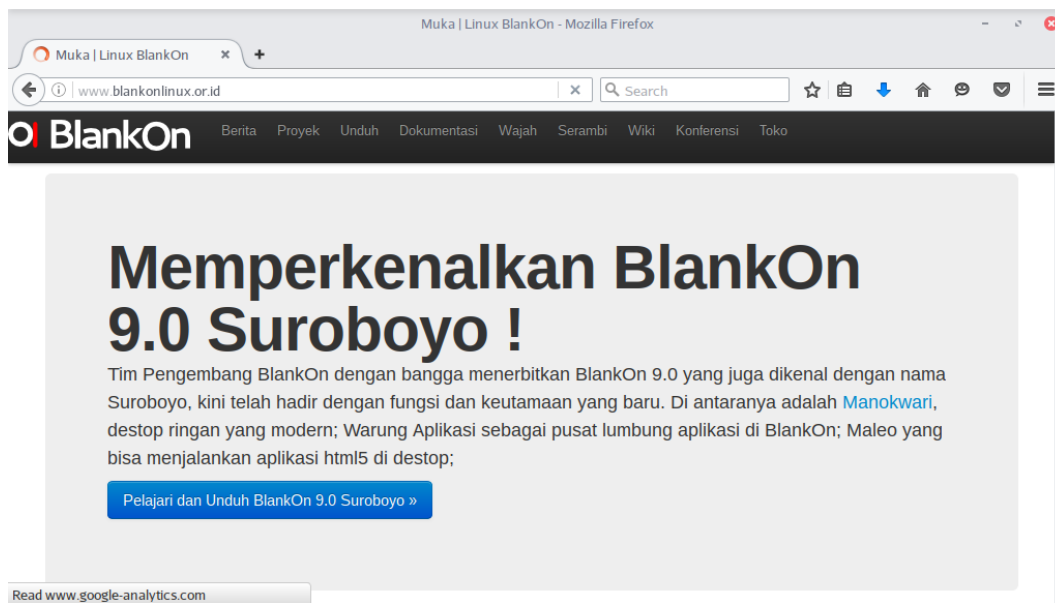 Muka | Linux BlankOn - Mozilla Firefox
Muka | Linux BlankOn
www.blankonlinux.or.id
Search
BlankOn Berita Proyek Unduh Dokumentasi Wajah Serambi Wiki Konferensi Toko
Memperkenalkan BlankOn
9.0 Suroboyo !
Tim Pengembang BlankOn dengan bangga menerbitkan BlankOn 9.0 yang juga dikenal dengan nama
Suroboyo, kini telah hadir dengan fungsi dan keutamaan yang baru. Di antaranya adalah Manokwari,
destop ringan yang modern; Warung Aplikasi sebagai pusat lumbung aplikasi di BlankOn; Maleo yang
bisa menjalankan aplikasi html5 di destop;
Pelajari dan Unduh BlankOn 9.0 Suroboyo »
Read www.google-analytics.com